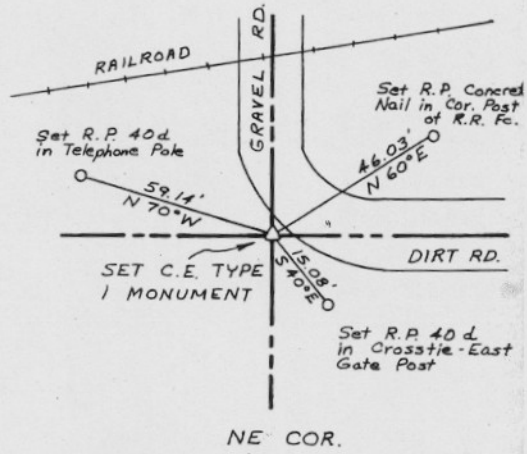 RAILROAD
GRAVEL RD.
Set R.P. Concret
Nail in Cor. Post
of R.R. Fc.
Set R.P. 40d
in Telephone Pole
46.03'
N 60°E
59.14'
N 70°W
DIRT RD.
SET C.E. TYPE
1 MONUMENT
15.08'
S 40°E
Set R.P. 40 d
in Crosstie-East
Gate Post
NE COR.